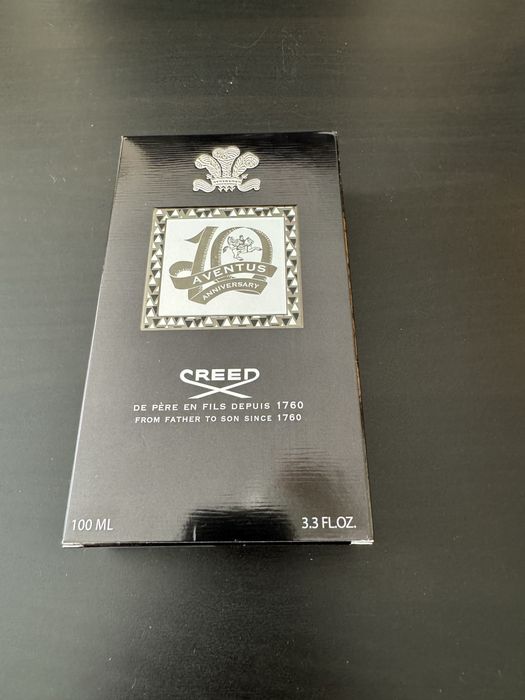 10
AVENTUS
ANNIVERSARY
CREED
DE PÈRE EN FILS DEPUIS 1760
FROM FATHER TO SON SINCE 1760
100 ML 3.3 FL.OZ.